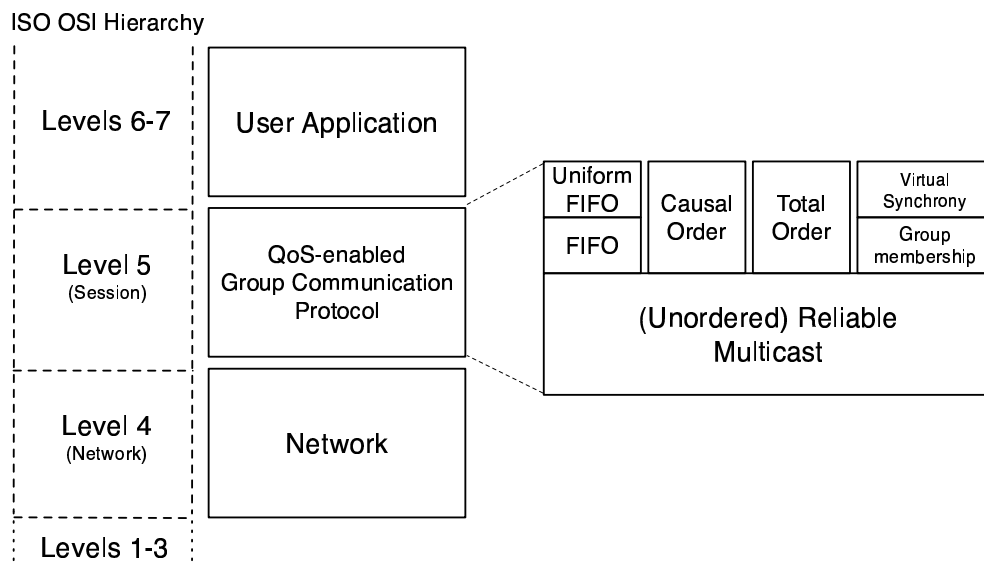 ISO OSI Hierarchy
Levels 6-7
User Application
Level 5
(Session)
QoS-enabled
Group Communication
Protocol
Level 4
(Network)
Network
Levels 1-3
Uniform
FIFO
FIFO
Causal
Order
Total
Order
Virtual
Synchrony
Group
membership
(Unordered) Reliable
Multicast